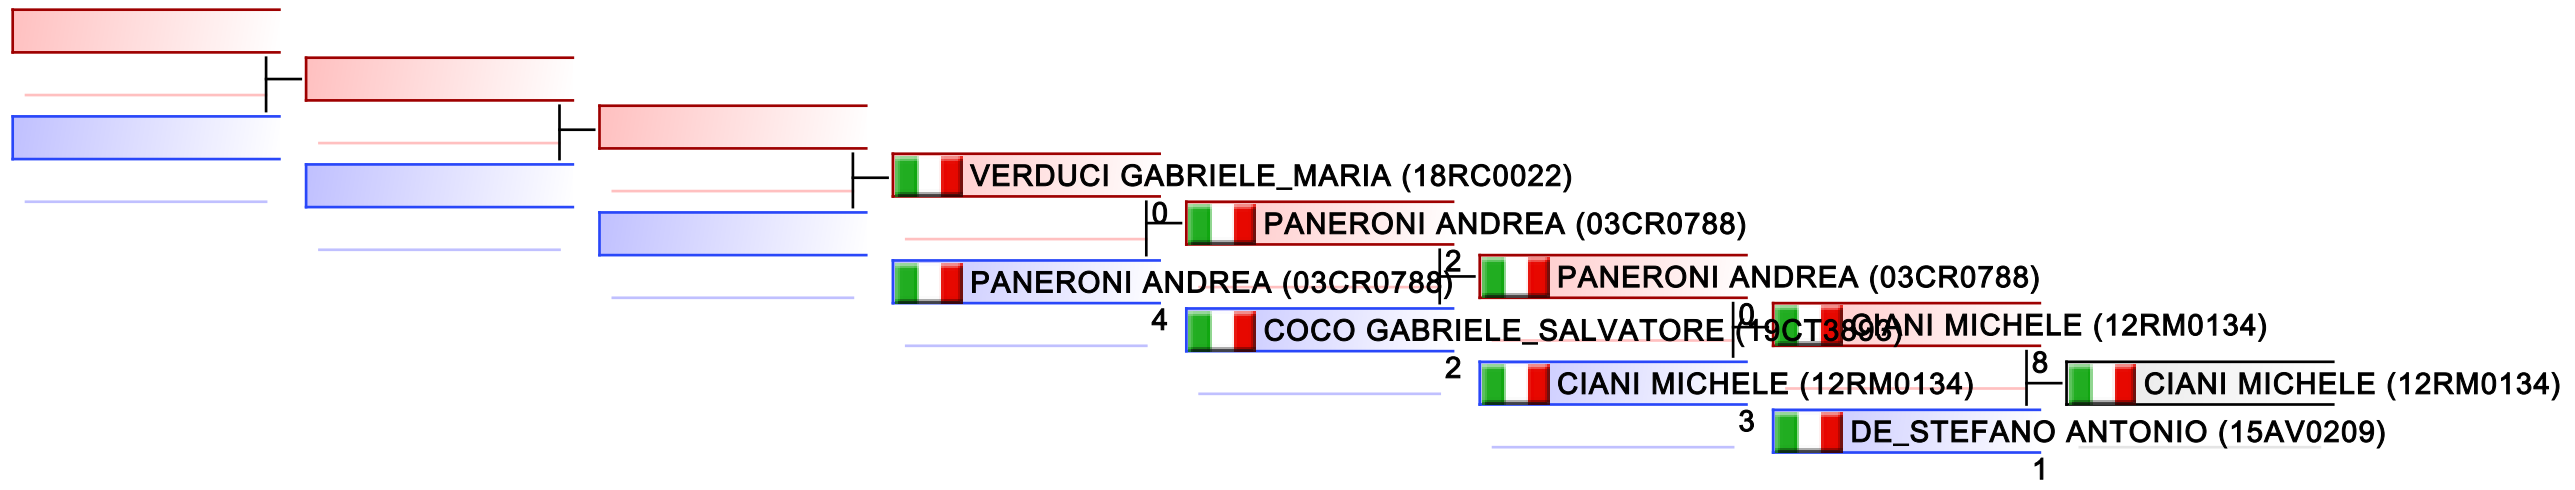 VERDUCI GABRIELE_MARIA (18RC0022)
0
PANERONI ANDREA (03CR0788)
4
PANERONI ANDREA (03CR0788)
2
COCO GABRIELE_SALVATORE (19CT3893)
2
PANERONI ANDREA (03CR0788)
0
CIANI MICHELE (12RM0134)
3
CIANI MICHELE (12RM0134)
8
DE_STEFANO ANTONIO (15AV0209)
1
CIANI MICHELE (12RM0134)